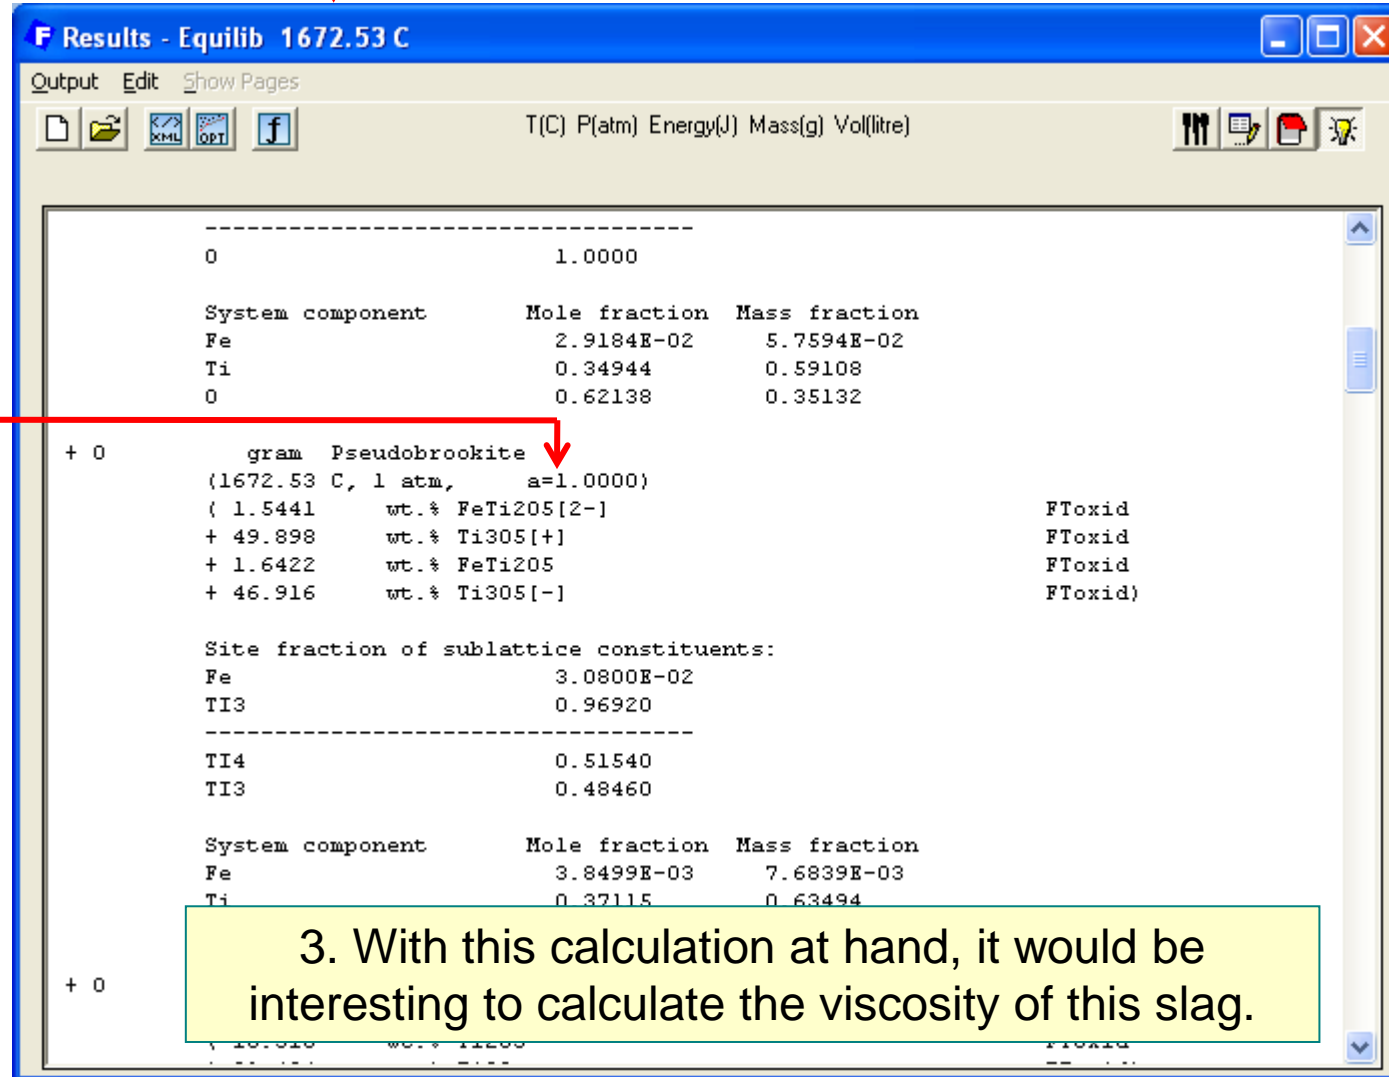 Results - Equilib 1672.53 C
Output Edit Show Pages
T(C) P(atm) Energy(J) Mass(g) Vol(litre)
---------------------------------
O 1.0000
System component Mole fraction Mass fraction
Fe 2.9184E-02 5.7594E-02
Ti 0.34944 0.59108
O 0.62138 0.35132
+ 0 gram Pseudobrookite
(1672.53 C, 1 atm, a=1.0000)
( 1.5441 wt.% FeTi2O5[2-] FToxid
+ 49.898 wt.% Ti3O5[+] FToxid
+ 1.6422 wt.% FeTi2O5 FToxid
+ 46.916 wt.% Ti3O5[-] FToxid)
Site fraction of sublattice constituents:
Fe 3.0800E-02
TI3 0.96920
---------------------------------
TI4 0.51540
TI3 0.48460
System component Mole fraction Mass fraction
Fe 3.8499E-03 7.6839E-03
Ti 0.37115 0.63494
+ 0
3. With this calculation at hand, it would be
interesting to calculate the viscosity of this slag.